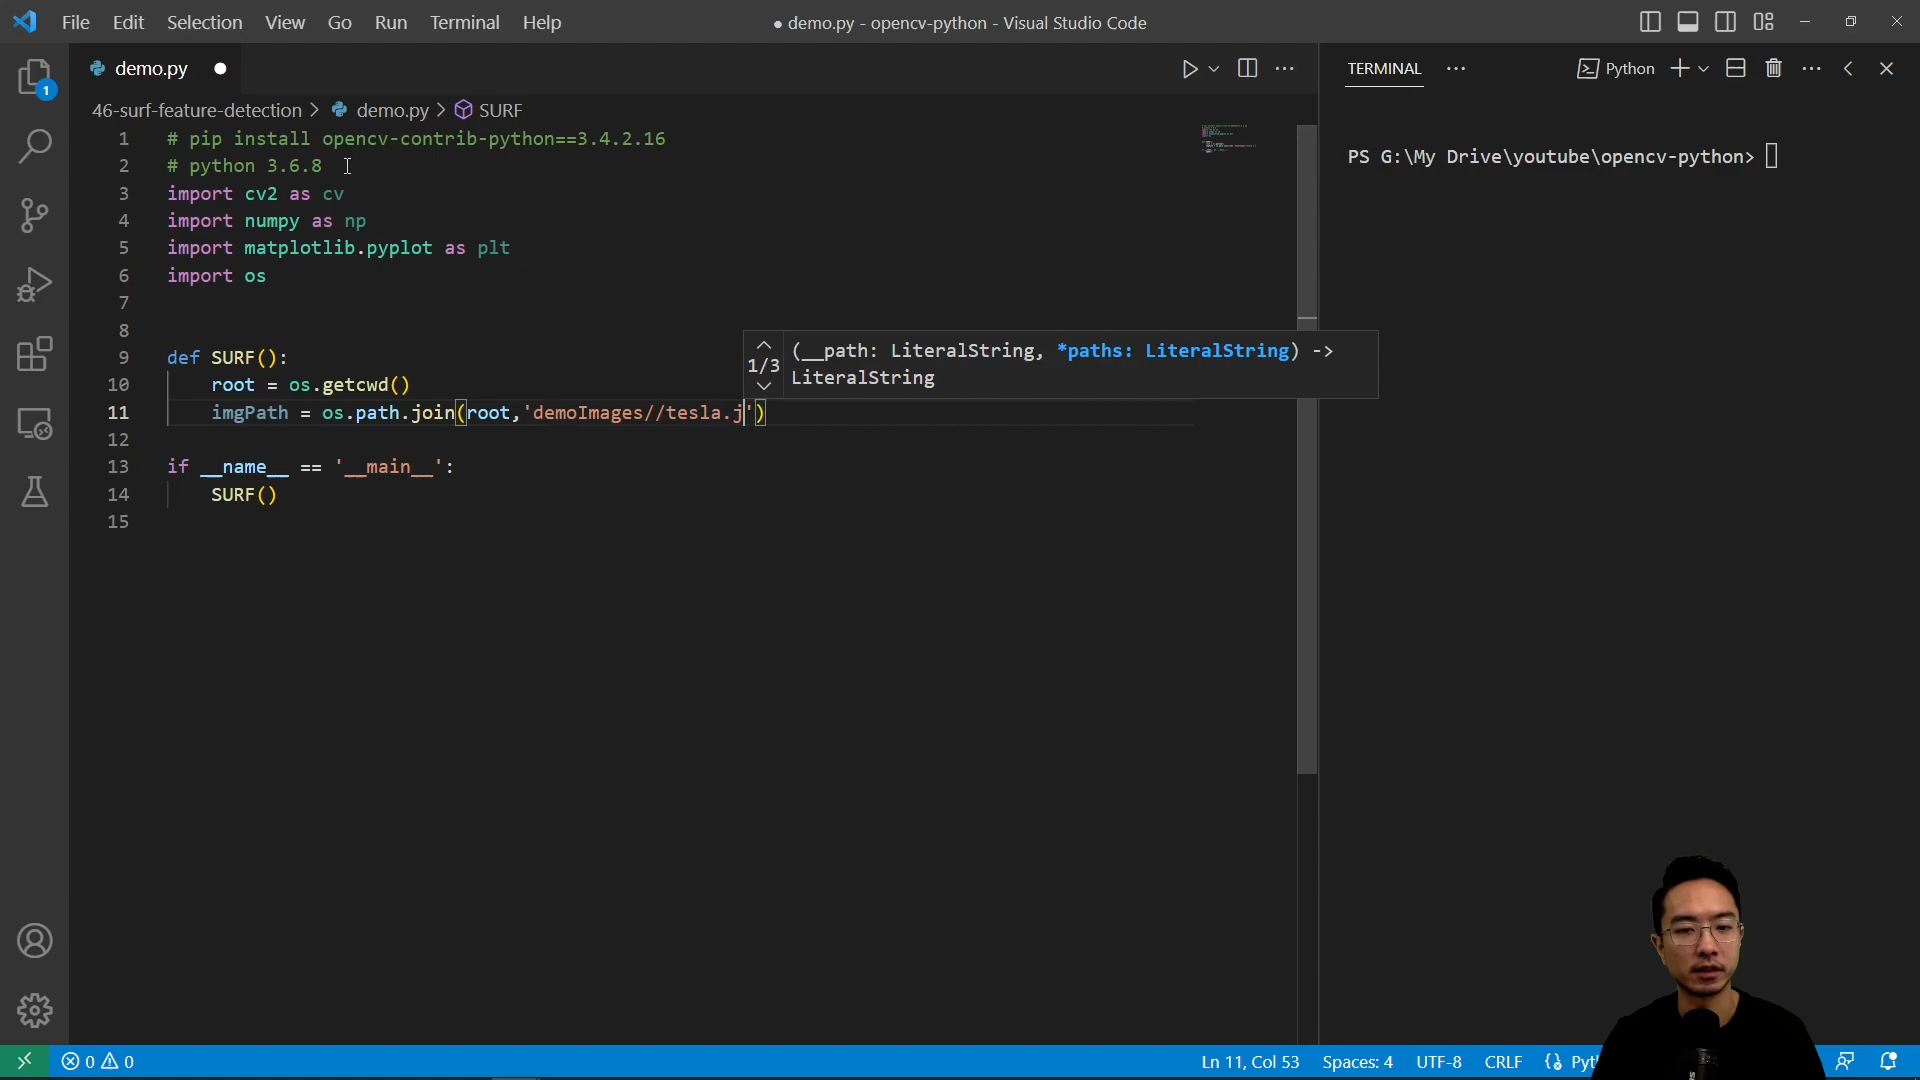 File Edit Selection View Go Run Terminal Help
● demo.py - opencv-python - Visual Studio Code
demo.py ●
TERMINAL
Python
1
46-surf-feature-detection > demo.py > SURF
1 # pip install opencv-contrib-python==3.4.2.16
2 # python 3.6.8
3 import cv2 as cv
4 import numpy as np
5 import matplotlib.pyplot as plt
6 import os
7
8
9 def SURF():
10 root = os.getcwd()
11 imgPath = os.path.join(root,'demoImages//tesla.j')
12
13 if __name__ == '__main__':
14 SURF()
15
1/3
(__path: LiteralString, *paths: LiteralString) ->
LiteralString
PS G:\My Drive\youtube\opencv-python>
0 0
Ln 11, Col 53 Spaces: 4 UTF-8 CRLF